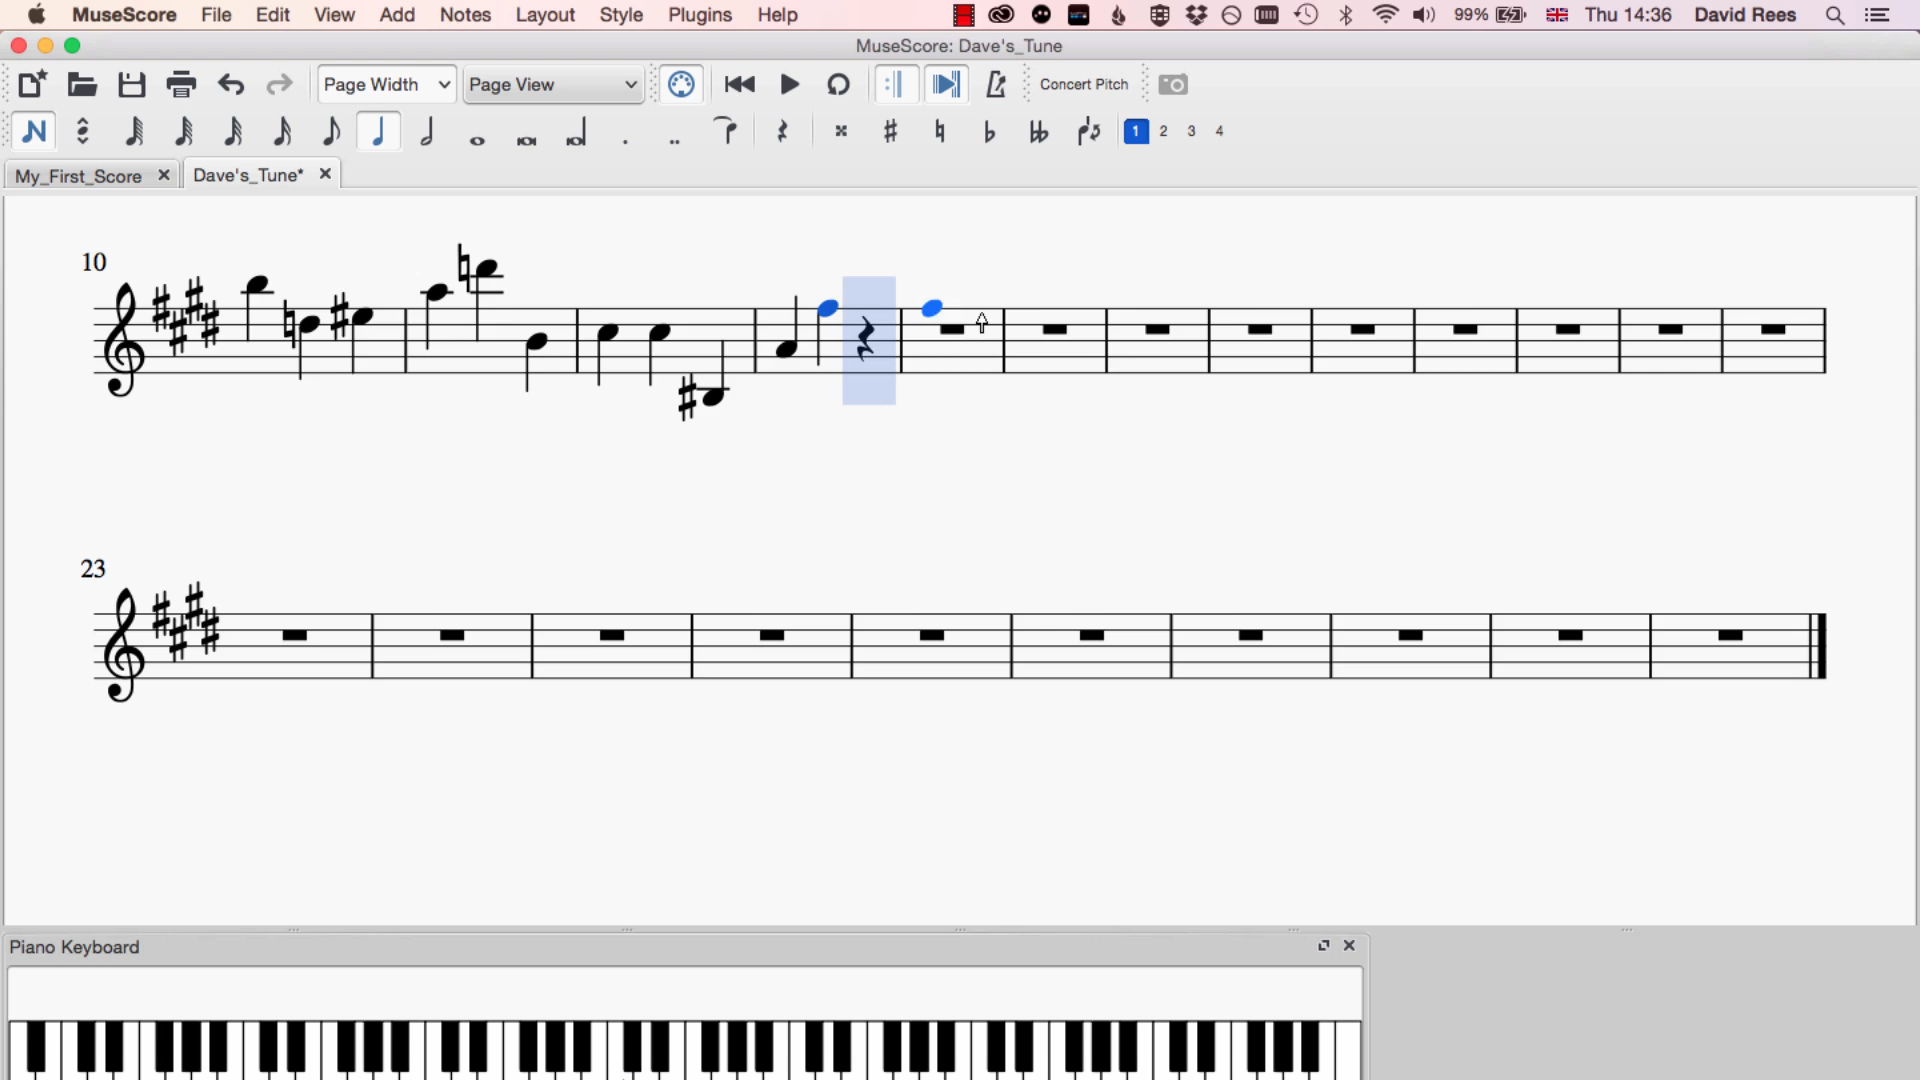 MuseScore File Edit View Add Notes Layout Style Plugins Help 99% Thu 14:36 David Rees
MuseScore: Dave's_Tune
Page Width Page View Concert Pitch
1 2 3 4
My_First_Score Dave's_Tune*
10
23
Piano Keyboard